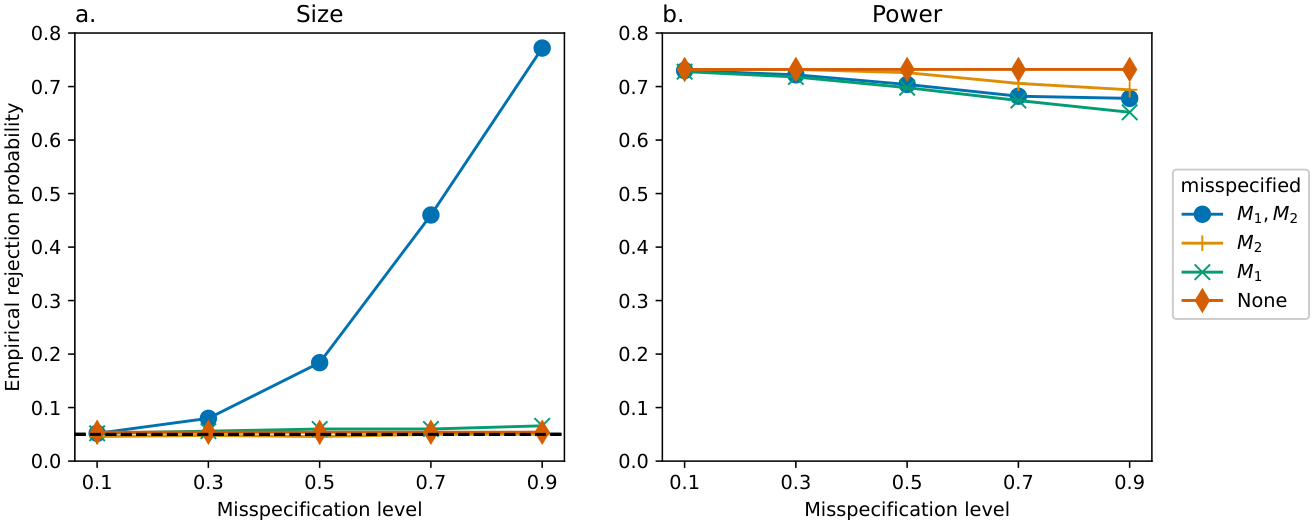 a. Size
Empirical rejection probability
0.8
0.7
0.6
0.5
0.4
0.3
0.2
0.1
0.0
0.1 0.3 0.5 0.7 0.9
Misspecification level
b. Power
0.8
0.7
0.6
0.5
0.4
0.3
0.2
0.1
0.0
0.1 0.3 0.5 0.7 0.9
Misspecification level
misspecified
M₁, M₂
M₂
M₁
None